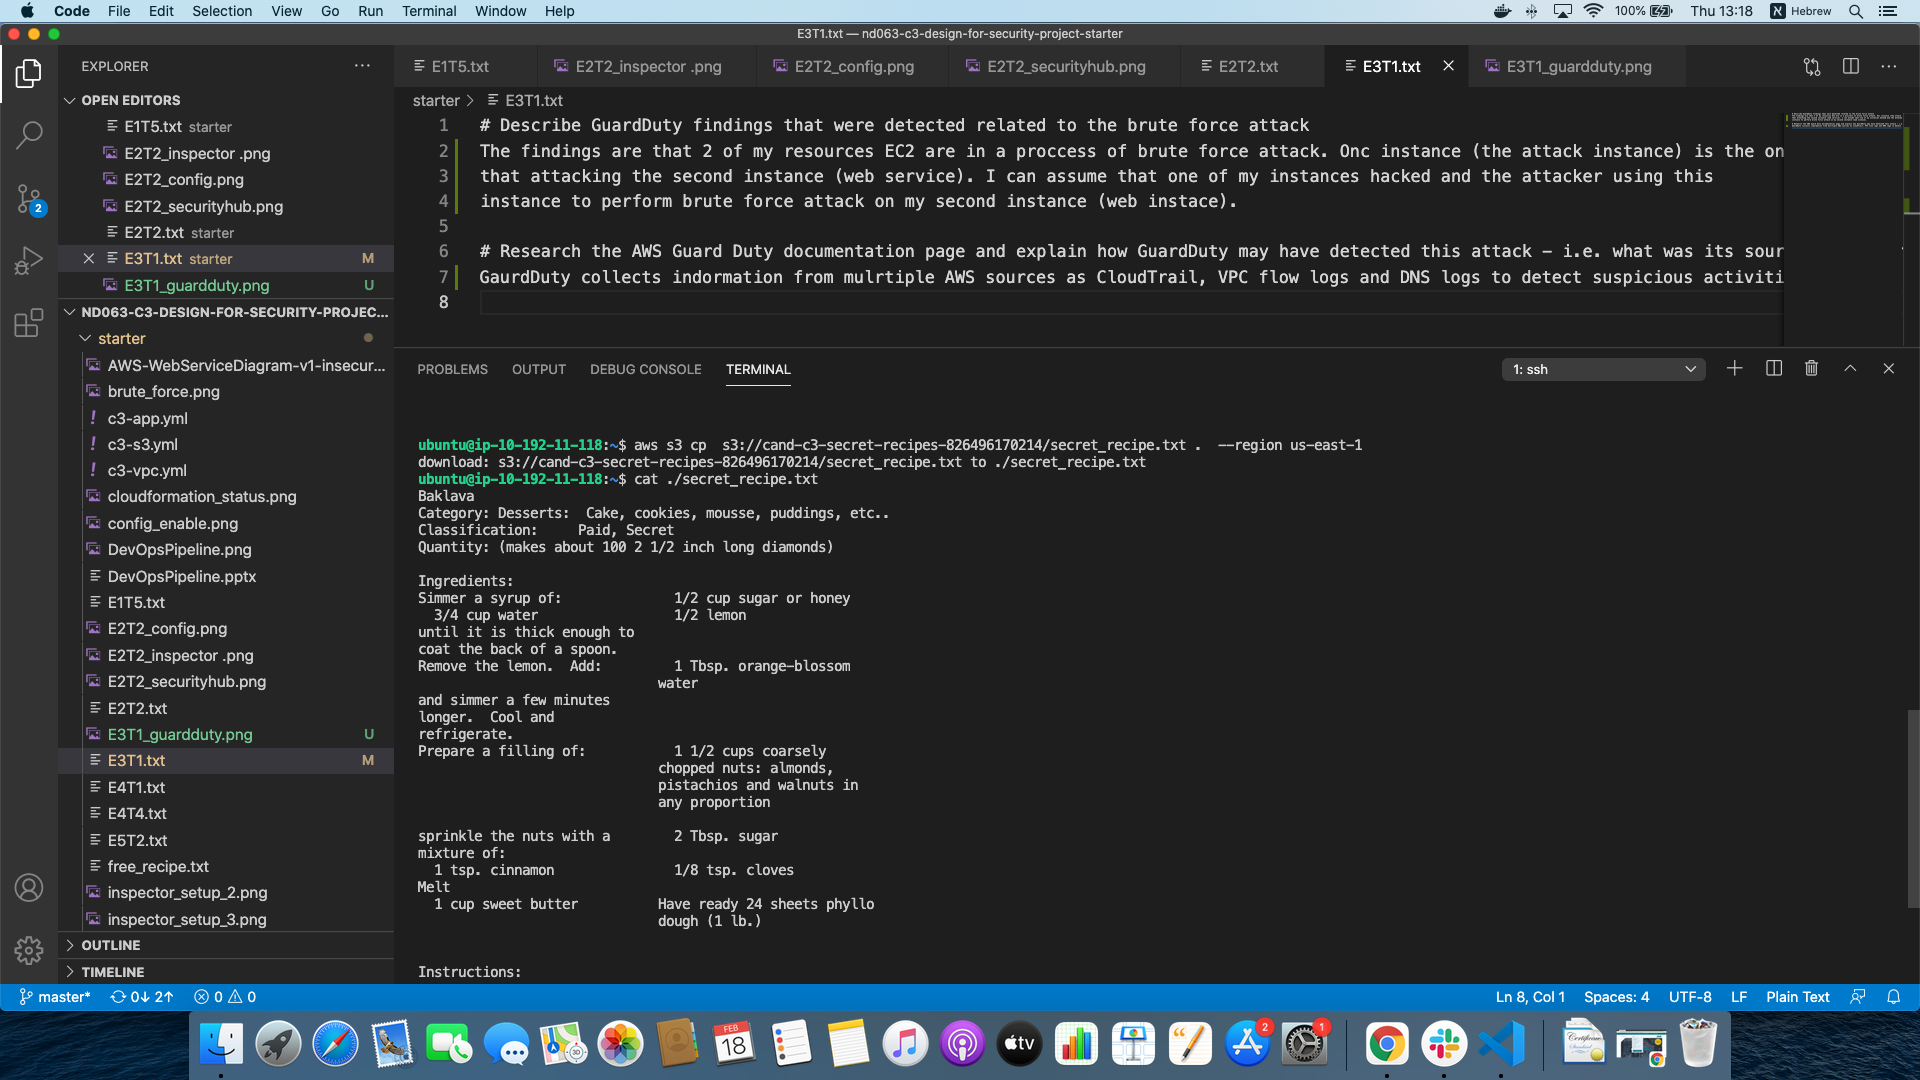 Code File Edit Selection View Go Run Terminal Window Help 100% Thu 13:18 Hebrew
E3T1.txt — nd063-c3-design-for-security-project-starter
EXPLORER
E1T5.txt E2T2_inspector .png E2T2_config.png E2T2_securityhub.png E2T2.txt E3T1.txt E3T1_guardduty.png
OPEN EDITORS
E1T5.txt starter
E2T2_inspector .png
E2T2_config.png
E2T2_securityhub.png
E2T2.txt starter
E3T1.txt starter M
E3T1_guardduty.png U
ND063-C3-DESIGN-FOR-SECURITY-PROJEC...
starter
AWS-WebServiceDiagram-v1-insecur...
brute_force.png
c3-app.yml
c3-s3.yml
c3-vpc.yml
cloudformation_status.png
config_enable.png
DevOpsPipeline.png
DevOpsPipeline.pptx
E1T5.txt
E2T2_config.png
E2T2_inspector .png
E2T2_securityhub.png
E2T2.txt
E3T1_guardduty.png U
E3T1.txt M
E4T1.txt
E4T4.txt
E5T2.txt
free_recipe.txt
inspector_setup_2.png
inspector_setup_3.png
OUTLINE
TIMELINE
2
starter > E3T1.txt
1 # Describe GuardDuty findings that were detected related to the brute force attack
2 The findings are that 2 of my resources EC2 are in a proccess of brute force attack. Onc instance (the attack instance) is the on
3 that attacking the second instance (web service). I can assume that one of my instances hacked and the attacker using this
4 instance to perform brute force attack on my second instance (web instace).
5
6 # Research the AWS Guard Duty documentation page and explain how GuardDuty may have detected this attack - i.e. what was its sour
7 GaurdDuty collects indormation from mulrtiple AWS sources as CloudTrail, VPC flow logs and DNS logs to detect suspicious activiti
8
PROBLEMS OUTPUT DEBUG CONSOLE TERMINAL 1: ssh
ubuntu@ip-10-192-11-118:~$ aws s3 cp  s3://cand-c3-secret-recipes-826496170214/secret_recipe.txt .  --region us-east-1
download: s3://cand-c3-secret-recipes-826496170214/secret_recipe.txt to ./secret_recipe.txt
ubuntu@ip-10-192-11-118:~$ cat ./secret_recipe.txt
Baklava
Category: Desserts:  Cake, cookies, mousse, puddings, etc..
Classification:     Paid, Secret
Quantity: (makes about 100 2 1/2 inch long diamonds)
Ingredients:
Simmer a syrup of: 1/2 cup sugar or honey
3/4 cup water 1/2 lemon
until it is thick enough to
coat the back of a spoon.
Remove the lemon.  Add: 1 Tbsp. orange-blossom
water
and simmer a few minutes
longer.  Cool and
refrigerate.
Prepare a filling of: 1 1/2 cups coarsely
chopped nuts: almonds,
pistachios and walnuts in
any proportion
sprinkle the nuts with a 2 Tbsp. sugar
mixture of:
1 tsp. cinnamon 1/8 tsp. cloves
Melt
1 cup sweet butter Have ready 24 sheets phyllo
dough (1 lb.)
Instructions:
master* 0↓ 2↑ 0 0 Ln 8, Col 1 Spaces: 4 UTF-8 LF Plain Text
FEB
18
tv
2
1